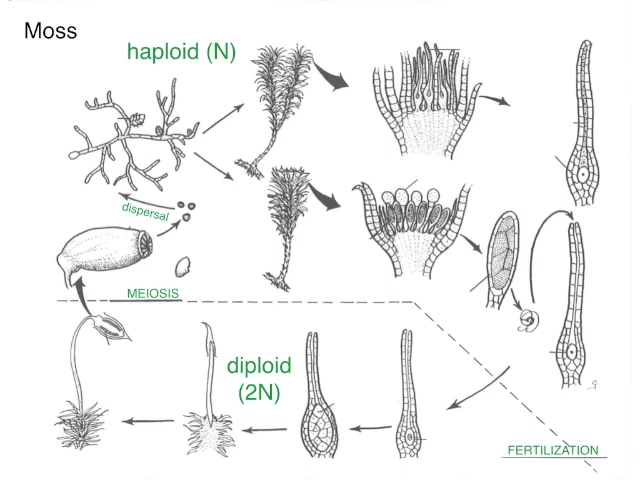 Moss
haploid (N)
dispersal
MEIOSIS
diploid
(2N)
FERTILIZATION